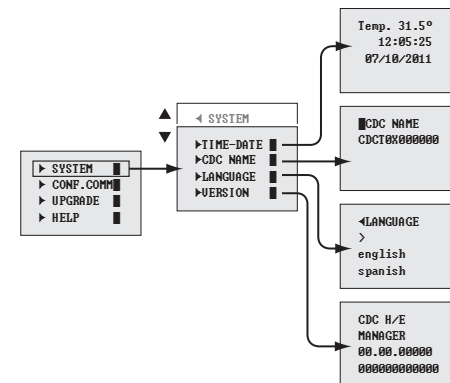 SYSTEM
CONF.COMM
UPGRADE
HELP
SYSTEM
TIME-DATE
CDC NAME
LANGUAGE
VERSION
Temp. 31.5º
12:05:25
07/10/2011
CDC NAME
CDCT0X000000
LANGUAGE
>
english
spanish
CDC H/E
MANAGER
00.00.00000
000000000000